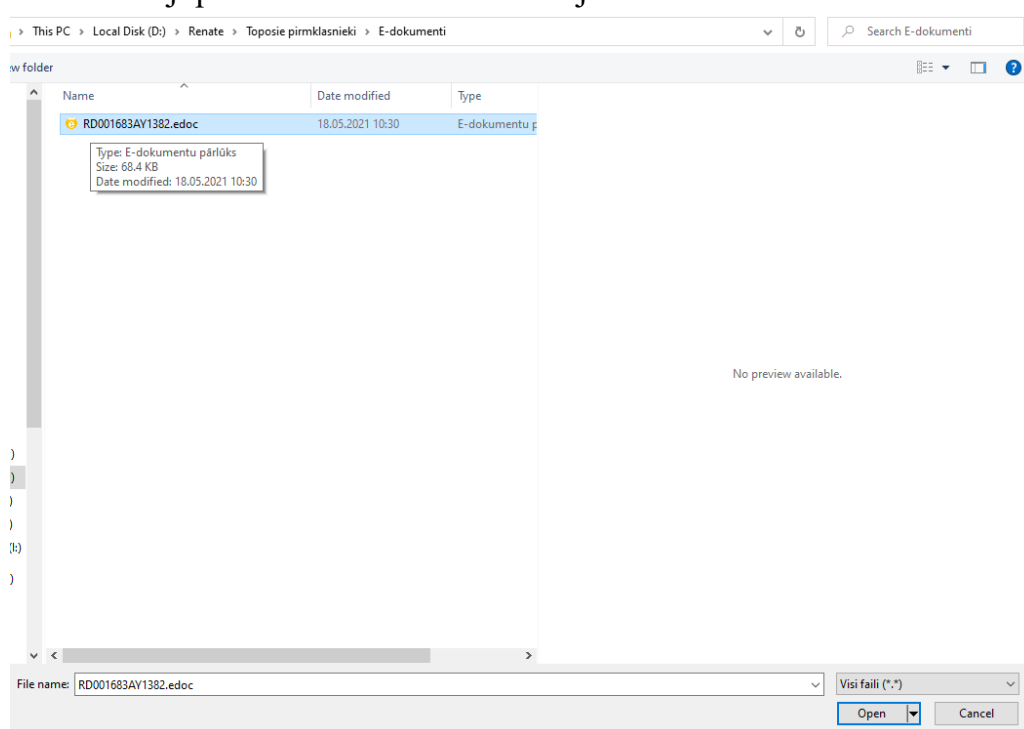 This PC > Local Disk (D:) > Renate > Toposie pirmklasnieki > E-dokumenti
Search E-dokumenti
w folder
?
Name
Date modified
Type
RD001683AY1382.edoc
18.05.2021 10:30
E-dokumentu p
Type: E-dokumentu pārlūks
Size: 68.4 KB
Date modified: 18.05.2021 10:30
No preview available.
)
)
)
)
(I:)
)
File name:
RD001683AY1382.edoc
Visi faili (*.*)
Open
Cancel